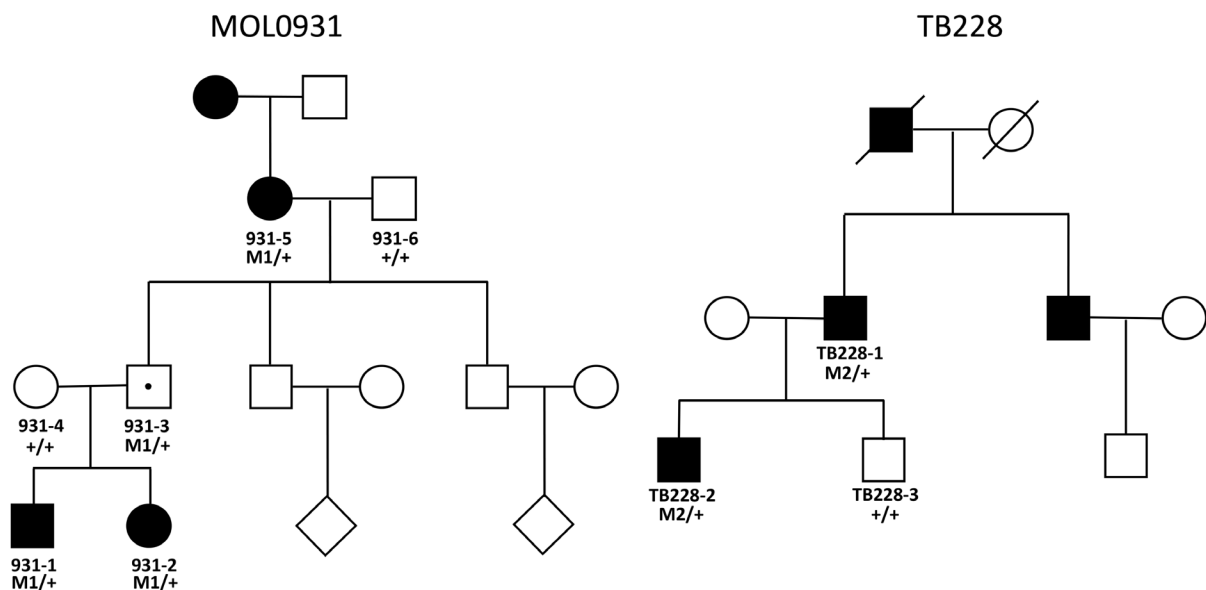 MOL0931
TB228
931-5
M1/+
931-6
+/+
TB228-1
M2/+
931-4
+/+
931-3
M1/+
TB228-2
M2/+
TB228-3
+/+
931-1
M1/+
931-2
M1/+